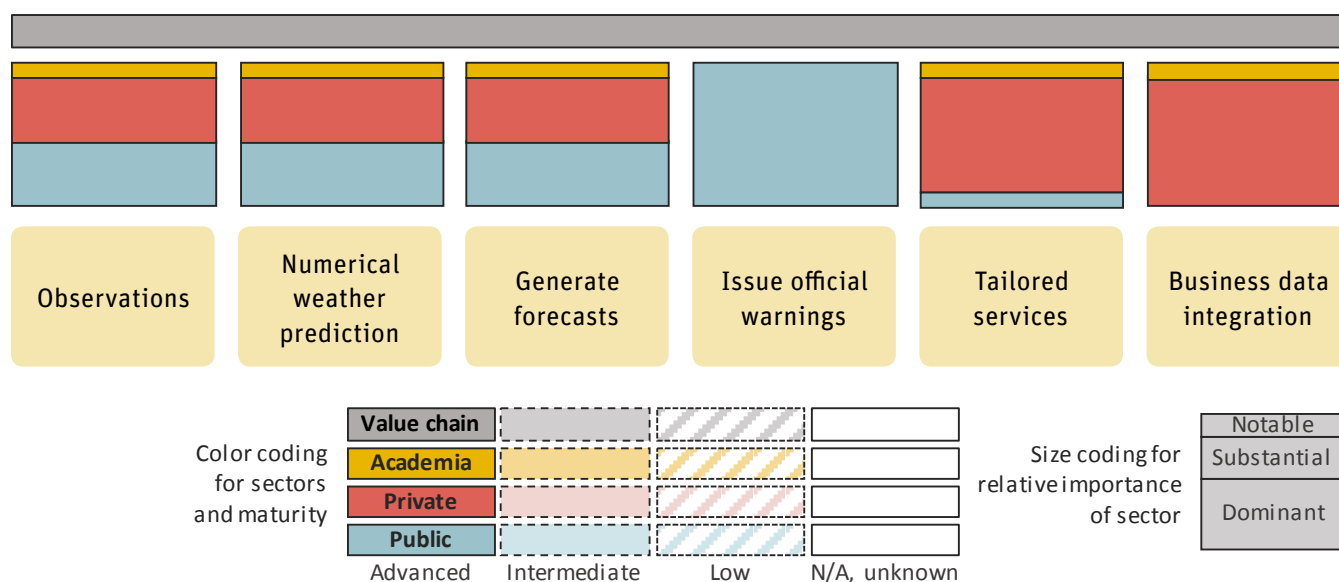 Observations
Numerical
weather
prediction
Generate
forecasts
Issue official
warnings
Tailored
services
Business data
integration
Color coding
for sectors
and maturity
Value chain
Academia
Private
Public
Advanced
Intermediate
Low
N/A, unknown
Size coding for
relative importance
of sector
Notable
Substantial
Dominant